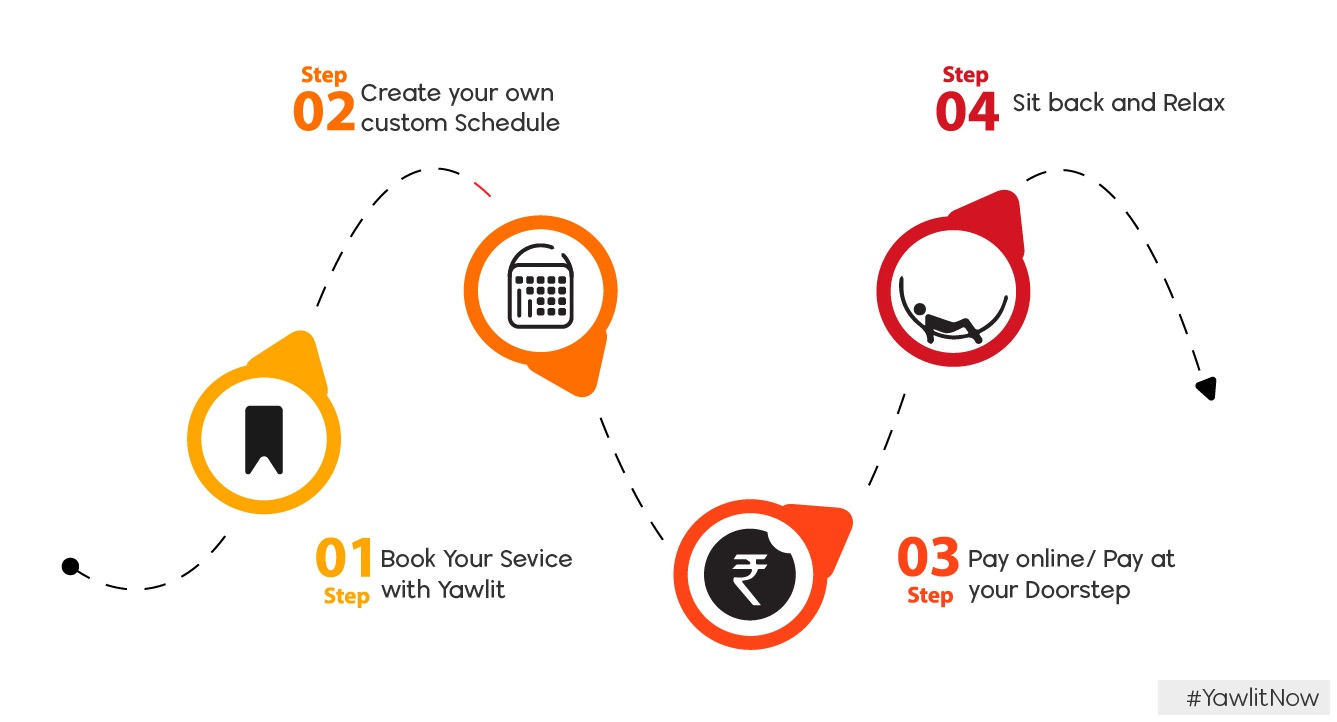 Step
01
Book Your Sevice
with Yawlit
Step
02
Create your own
custom Schedule
03
Step
Pay online/ Pay at
your Doorstep
Step
04
Sit back and Relax
#YawlitNow